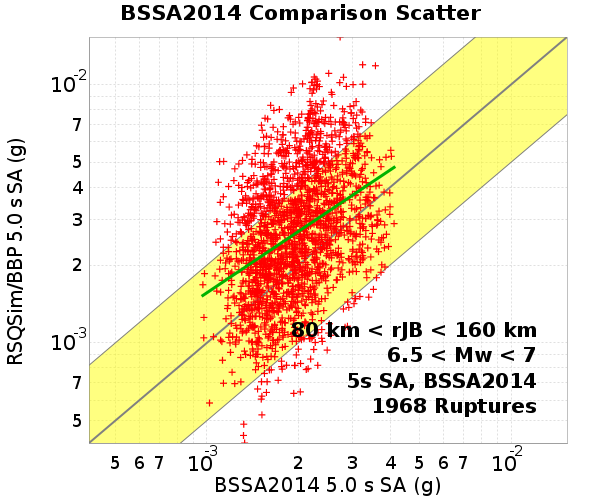 BSSA2014 Comparison Scatter
RSQSim/BBP 5.0 s SA (g)
10-2
7
5
4
3
2
10-3
7
5
80 km < rJB < 160 km
6.5 < Mw < 7
5s SA, BSSA2014
1968 Ruptures
5 6 7 10-3 2 3 4 5 6 7 10-2
BSSA2014 5.0 s SA (g)